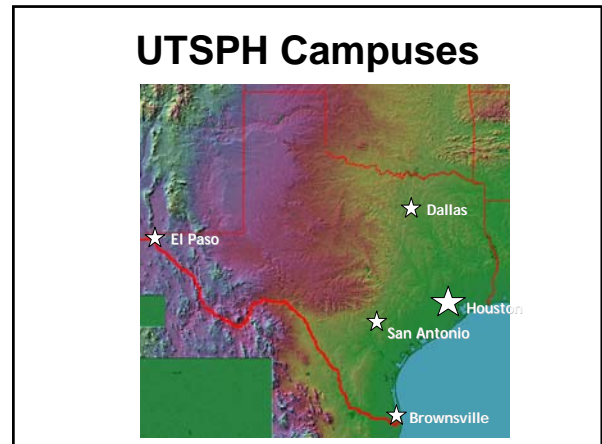 UTSPH Campuses
Dallas
El Paso
Houston
San Antonio
Brownsville